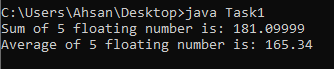 C:\Users\Ahsan\Desktop>java Task1
Sum of 5 floating number is: 181.09999
Average of 5 floating number is: 165.34